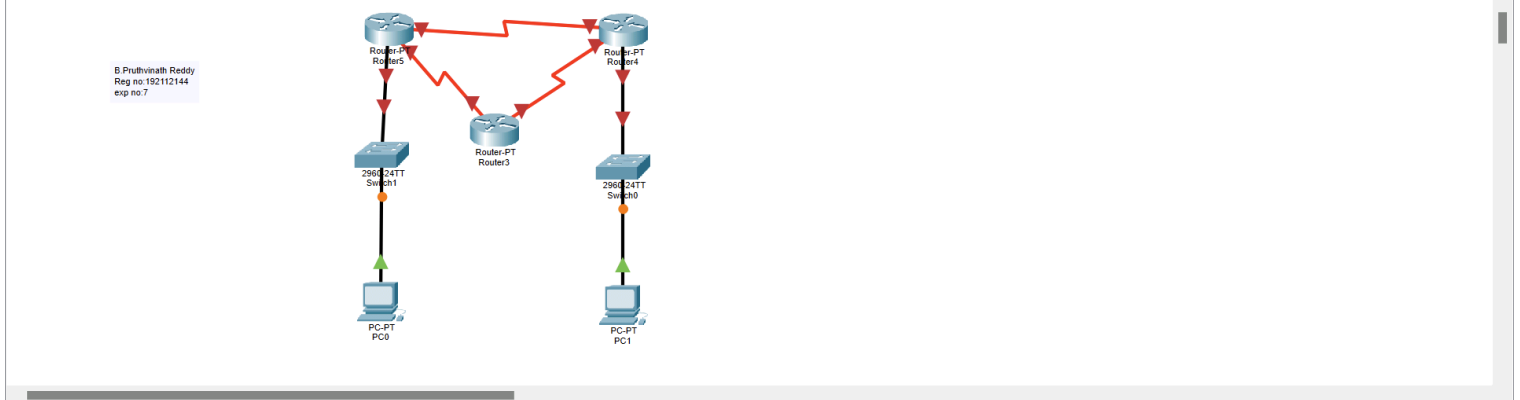 Router-PT
Router5
Router-PT
Router4
B.Pruthvinath Reddy
Reg no:192112144
exp no:7
Router-PT
Router3
2960-24TT
Switch1
2960-24TT
Switch0
PC-PT
PC0
PC-PT
PC1